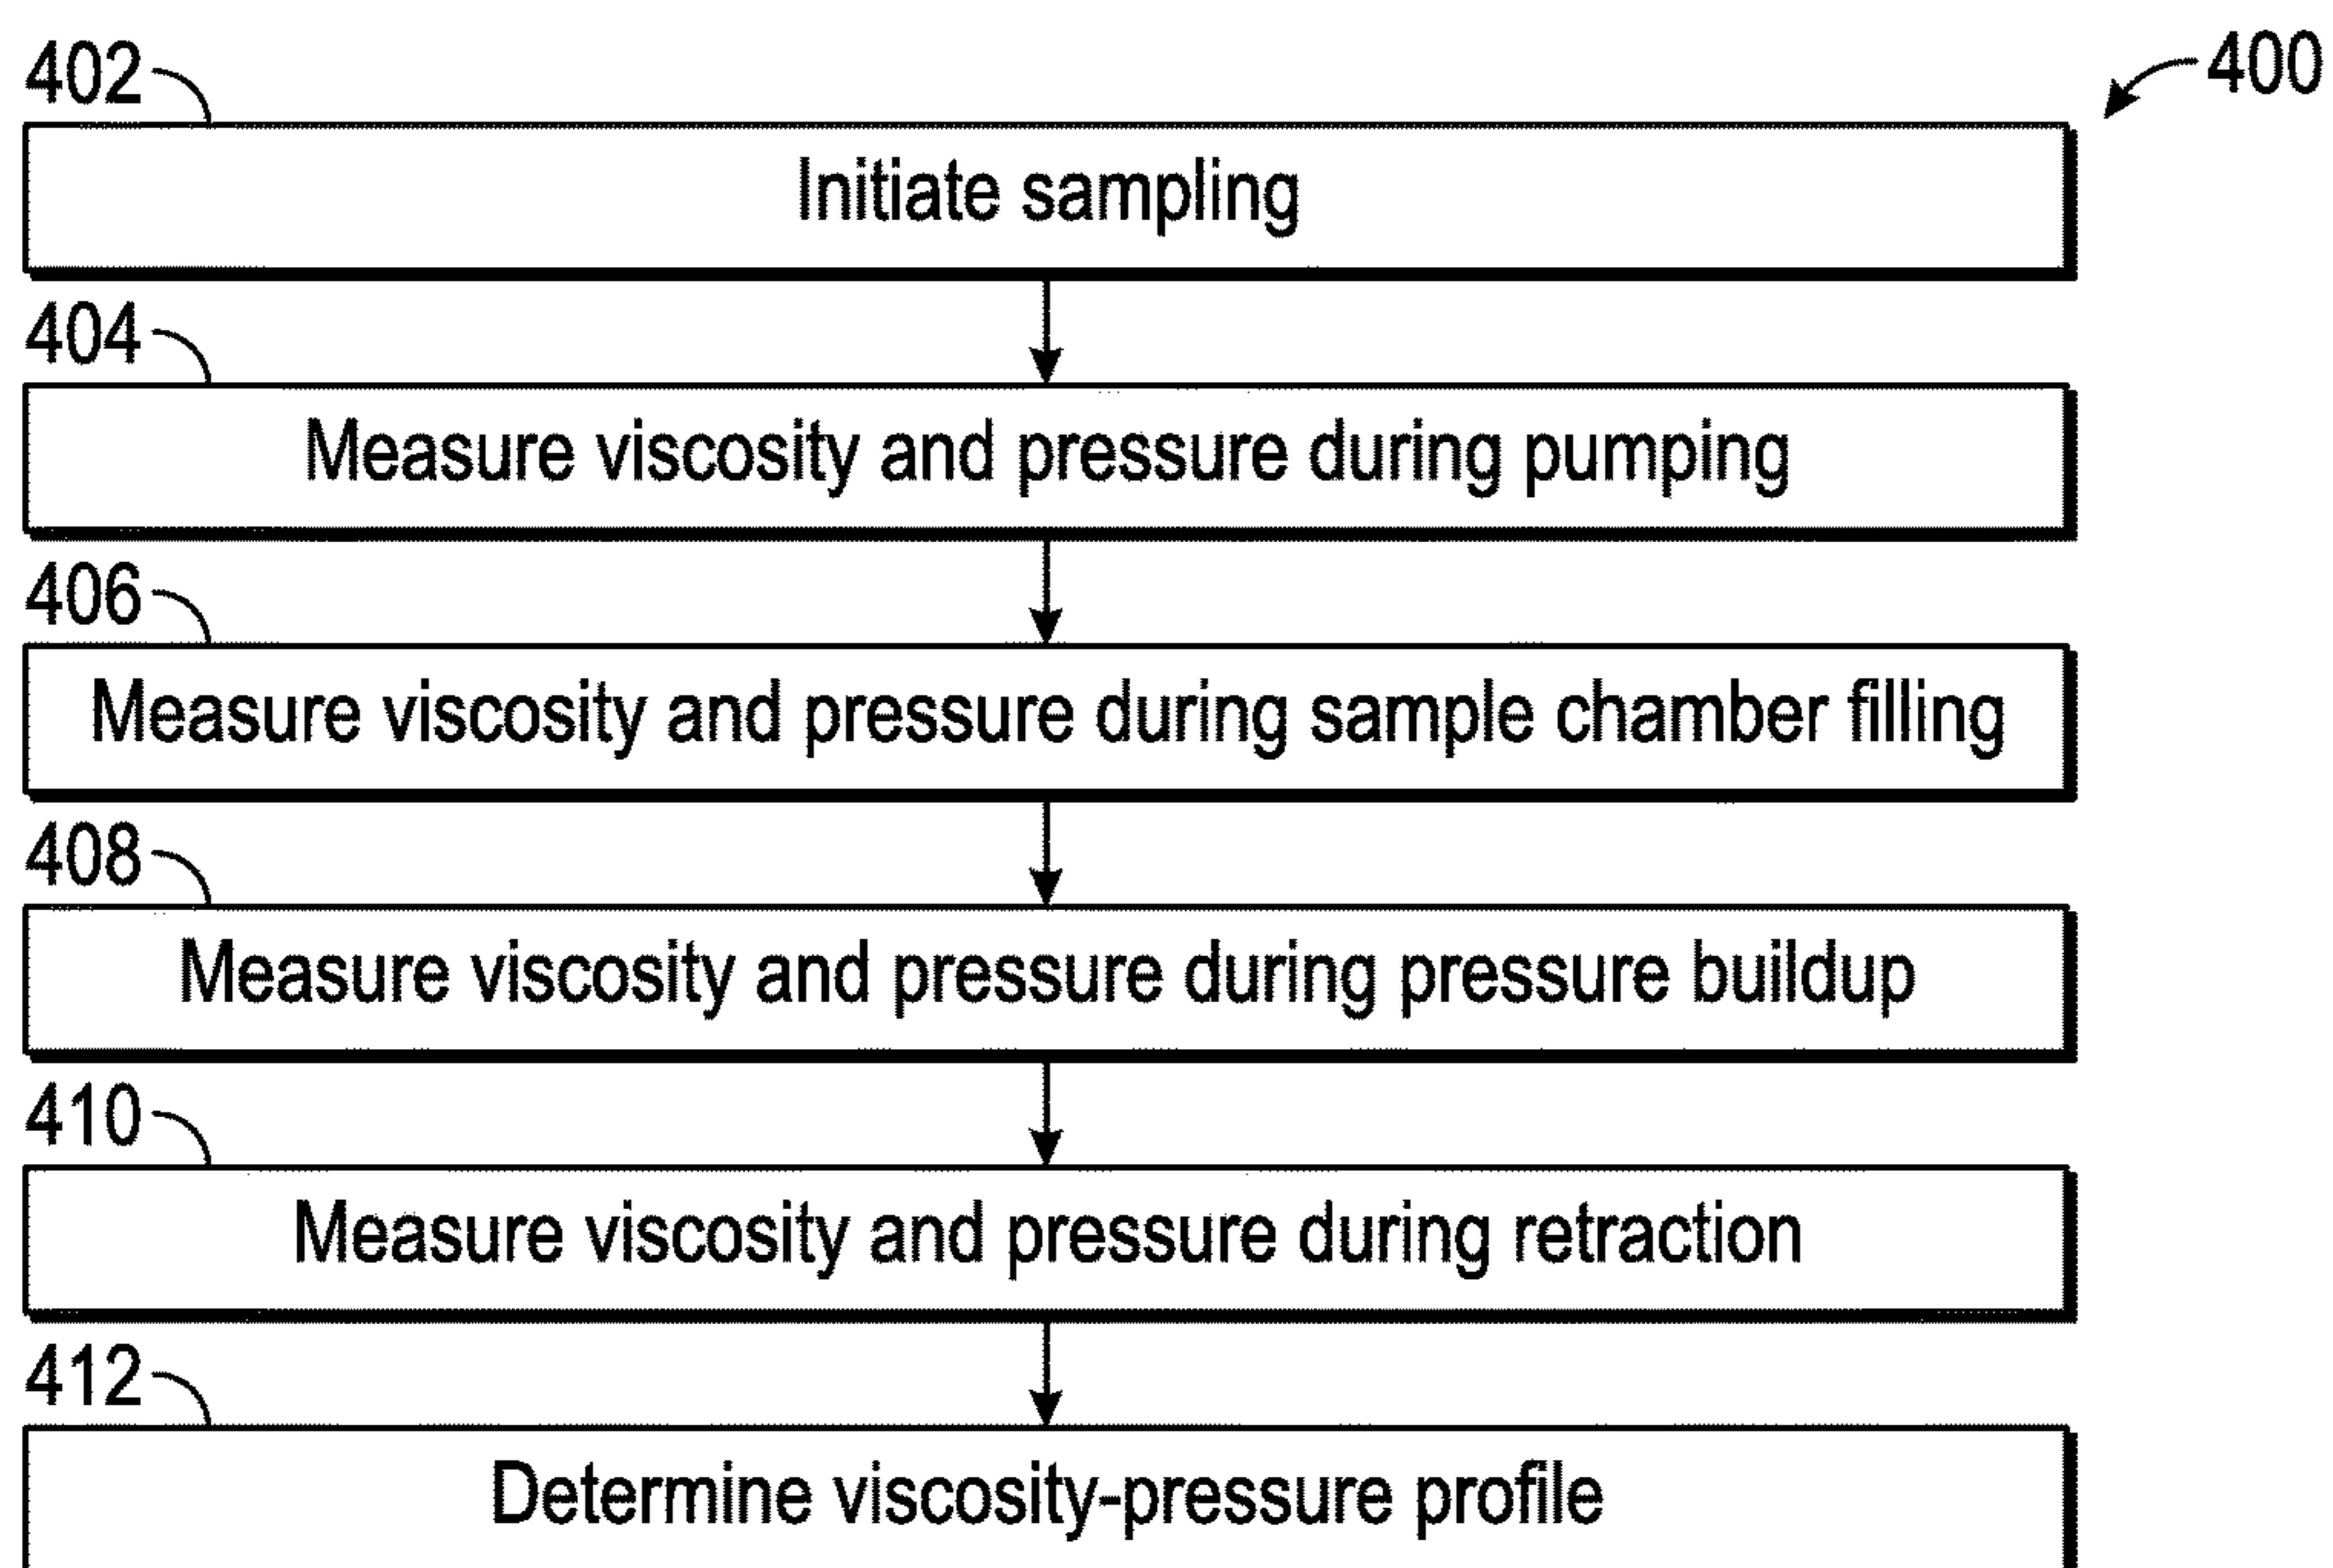 402
400
Initiate sampling
404
Measure viscosity and pressure during pumping
406
Measure viscosity and pressure during sample chamber filling
408
Measure viscosity and pressure during pressure buildup
410
Measure viscosity and pressure during retraction
412
Determine viscosity-pressure profile